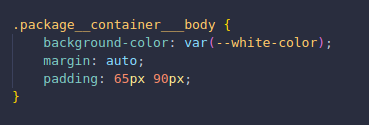 .package__container___body {
    background-color: var(--white-color);
    margin: auto;
    padding: 65px 90px;
}